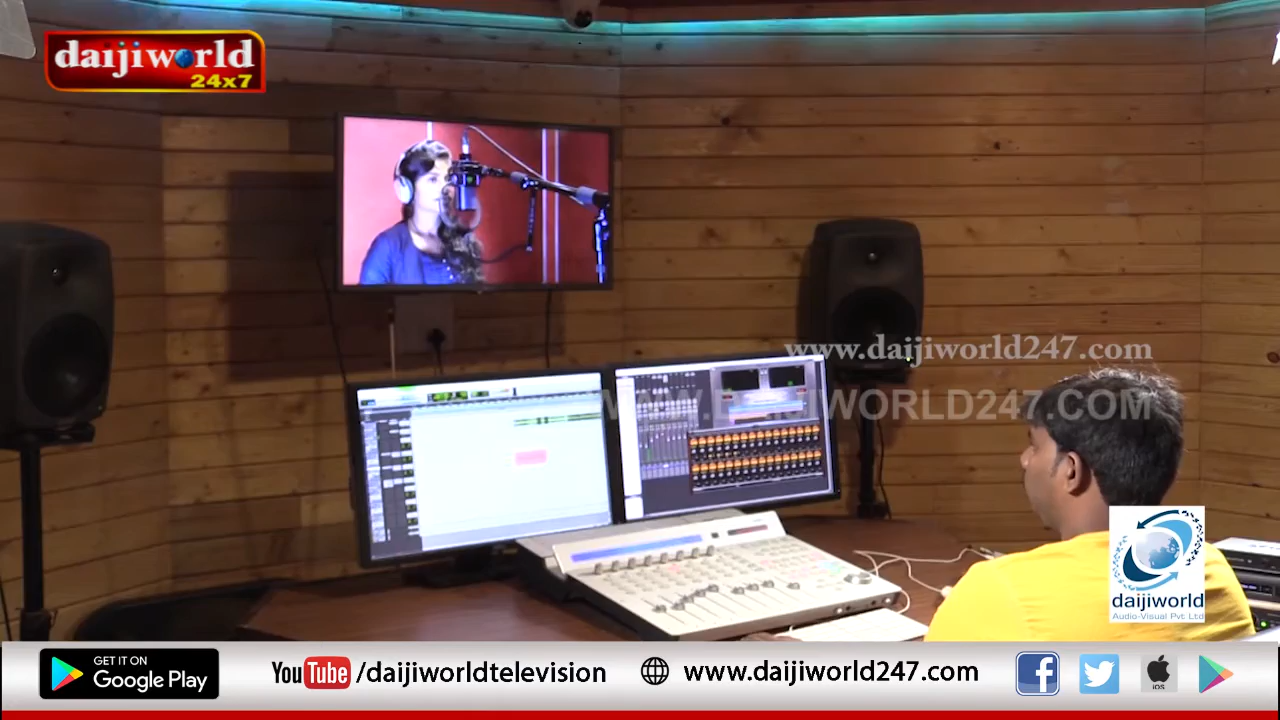 daijiworld
24x7
www.daijiworld247.com
WWW.DAIJIWORLD247.COM
daijiworld
Audio-Visual Pvt Ltd
GET IT ON
Google Play
YouTube /daijiworldtelevision
www.daijiworld247.com
iOS